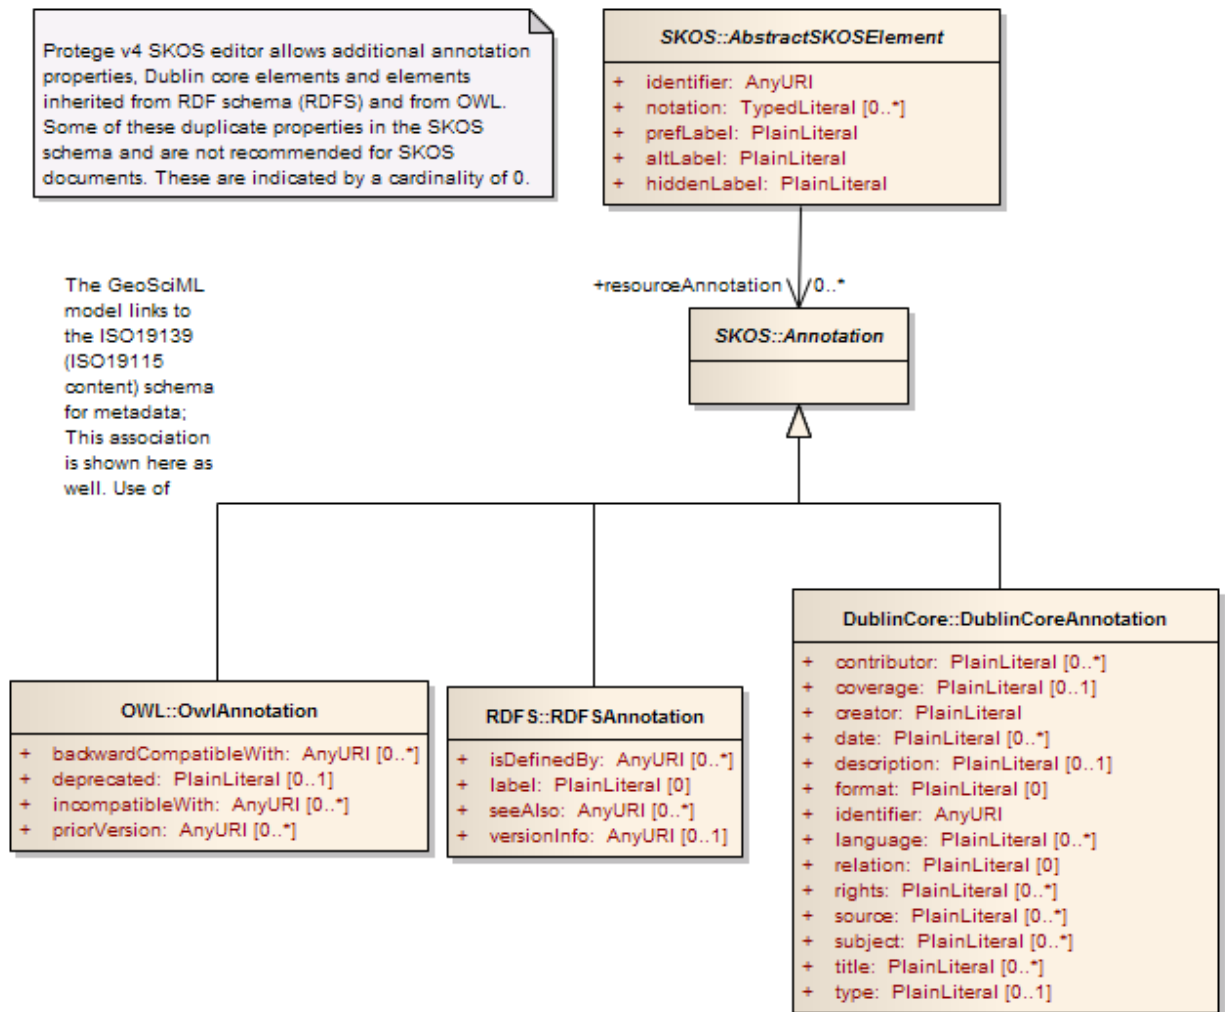 Protege v4 SKOS editor allows additional annotation
properties, Dublin core elements and elements
inherited from RDF schema (RDFS) and from OWL.
Some of these duplicate properties in the SKOS
schema and are not recommended for SKOS
documents. These are indicated by a cardinality of 0.
SKOS::AbstractSKOSElement
+ identifier: AnyURI
+ notation: TypedLiteral [0..*]
+ prefLabel: PlainLiteral
+ altLabel: PlainLiteral
+ hiddenLabel: PlainLiteral
The GeoSciML
model links to
the ISO19139
(ISO19115
content) schema
for metadata;
This association
is shown here as
well. Use of
+resourceAnnotation 0..*
SKOS::Annotation
OWL::OwlAnnotation
+ backwardCompatibleWith: AnyURI [0..*]
+ deprecated: PlainLiteral [0..1]
+ incompatibleWith: AnyURI [0..*]
+ priorVersion: AnyURI [0..*]
RDFS::RDFSAnnotation
+ isDefinedBy: AnyURI [0..*]
+ label: PlainLiteral [0]
+ seeAlso: AnyURI [0..*]
+ versionInfo: AnyURI [0..1]
DublinCore::DublinCoreAnnotation
+ contributor: PlainLiteral [0..*]
+ coverage: PlainLiteral [0..1]
+ creator: PlainLiteral
+ date: PlainLiteral [0..*]
+ description: PlainLiteral [0..1]
+ format: PlainLiteral [0]
+ identifier: AnyURI
+ language: PlainLiteral [0..*]
+ relation: PlainLiteral [0]
+ rights: PlainLiteral [0..*]
+ source: PlainLiteral [0..*]
+ subject: PlainLiteral [0..*]
+ title: PlainLiteral [0..*]
+ type: PlainLiteral [0..1]